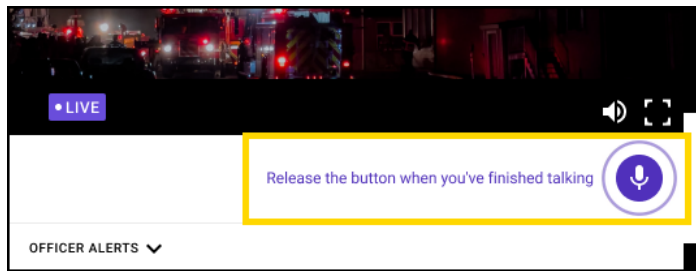 LIVE
Release the button when you've finished talking
OFFICER ALERTS